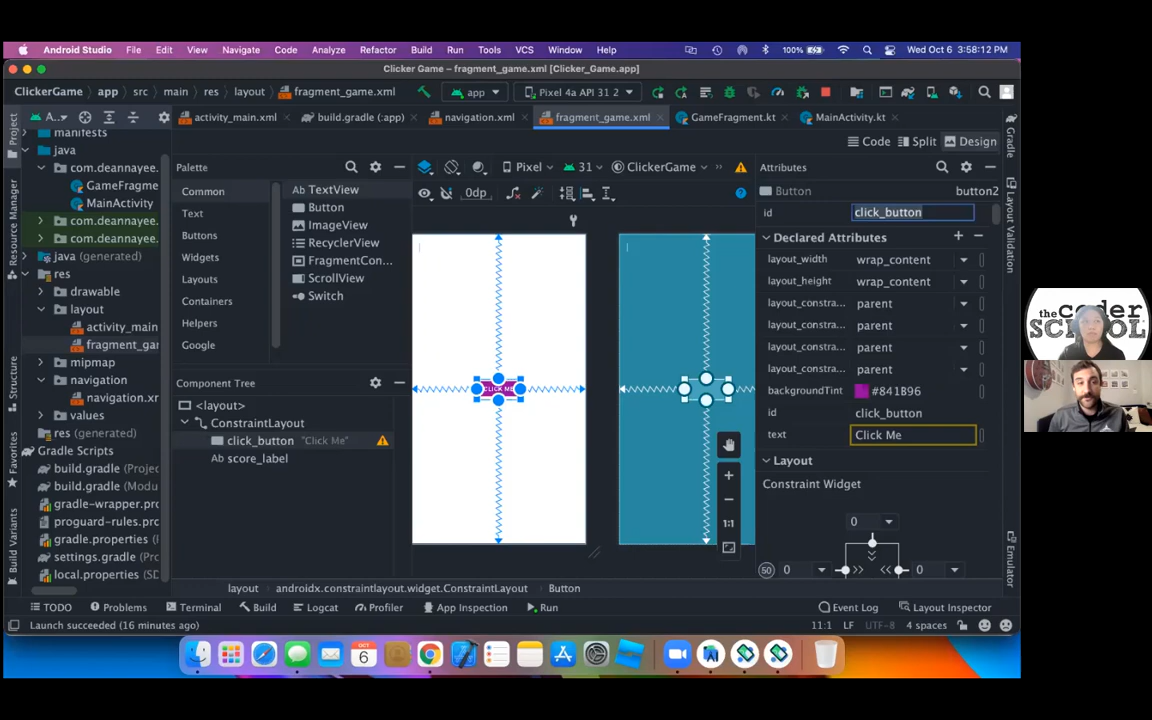 Android Studio File Edit View Navigate Code Analyze Refactor Build Run Tools VCS Window Help 100% Wed Oct 6 3:58:12 PM
Clicker Game – fragment_game.xml [Clicker_Game.app]
ClickerGame app src main res layout fragment_game.xml app Pixel 4a API 31 2
A... activity_main.xml build.gradle (:app) navigation.xml fragment_game.xml GameFragment.kt MainActivity.kt
Code Split Design
Project
Resource Manager
Structure
Favorites
Build Variants
manifests
java
com.deannayee.
GameFragme
MainActivity
com.deannayee.
com.deannayee.
java (generated)
res
drawable
layout
activity_main
fragment_gar
mipmap
navigation
navigation.xr
values
res (generated)
Gradle Scripts
build.gradle (Projec
build.gradle (Modu
gradle-wrapper.prc
proguard-rules.prc
gradle.properties (
settings.gradle (
local.properties (SD
Palette
Common
Text
Buttons
Widgets
Layouts
Containers
Helpers
Google
Ab TextView
Button
ImageView
RecyclerView
FragmentCon...
ScrollView
Switch
Component Tree
<layout>
ConstraintLayout
click_button "Click Me"
Ab score_label
Pixel 31 ClickerGame
0dp
CLICK ME
1:1
Attributes
Button button2
id click_button
Declared Attributes
layout_width wrap_content
layout_height wrap_content
layout_constra... parent
layout_constra... parent
layout_constra... parent
layout_constra... parent
backgroundTint #841B96
id click_button
text Click Me
Layout
Constraint Widget
0
50 0 0
Gradle
Layout Validation
Emulator
layout androidx.constraintlayout.widget.ConstraintLayout Button
TODO Problems Terminal Build Logcat Profiler App Inspection Run Event Log Layout Inspector
Launch succeeded (16 minutes ago) 11:1 LF UTF-8 4 spaces
OCT
6
the coder
SCHOOL